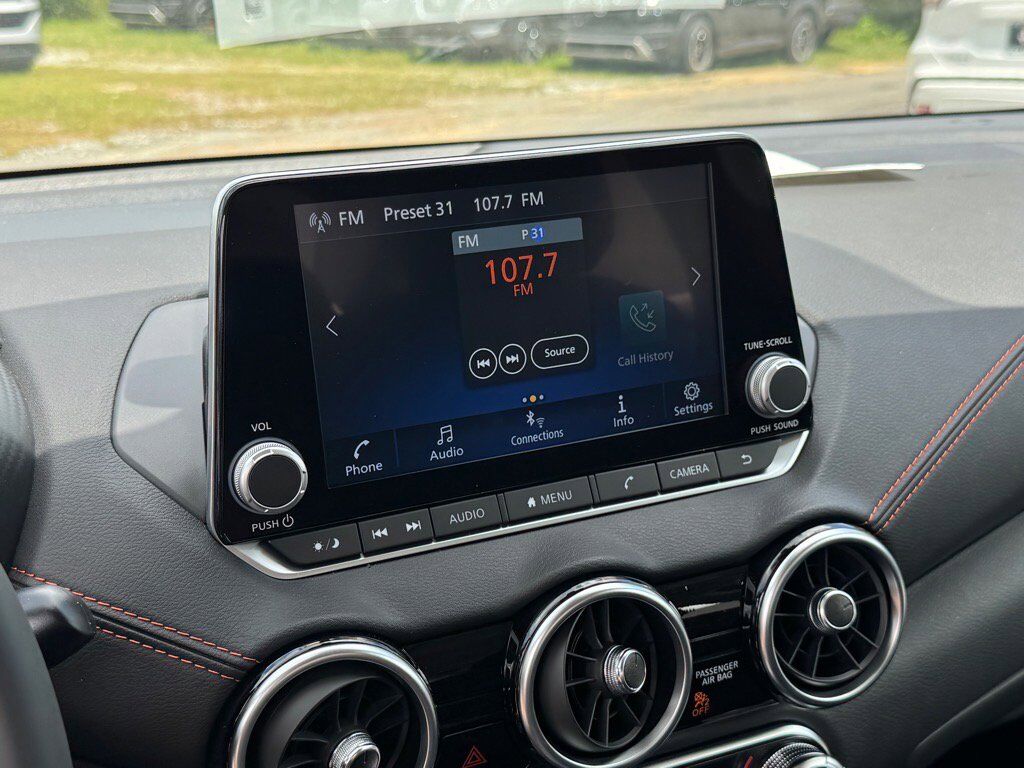 FM Preset 31 107.7 FM
FM P 31
107.7
FM
Source
Call History
Phone Audio Connections Info Settings
TUNE·SCROLL
PUSH SOUND
VOL
PUSH
AUDIO MENU CAMERA
PASSENGER
AIR BAG
OFF